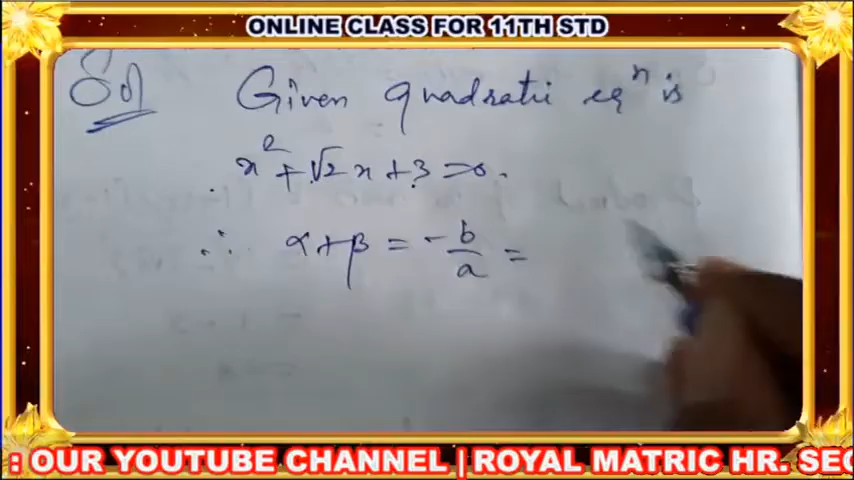 ONLINE CLASS FOR 11TH STD
Sol
Given quadratic eqⁿ is
x² + √2 x + 3 = 0.
∴ α + β = - b/a =
: OUR YOUTUBE CHANNEL | ROYAL MATRIC HR. SEC